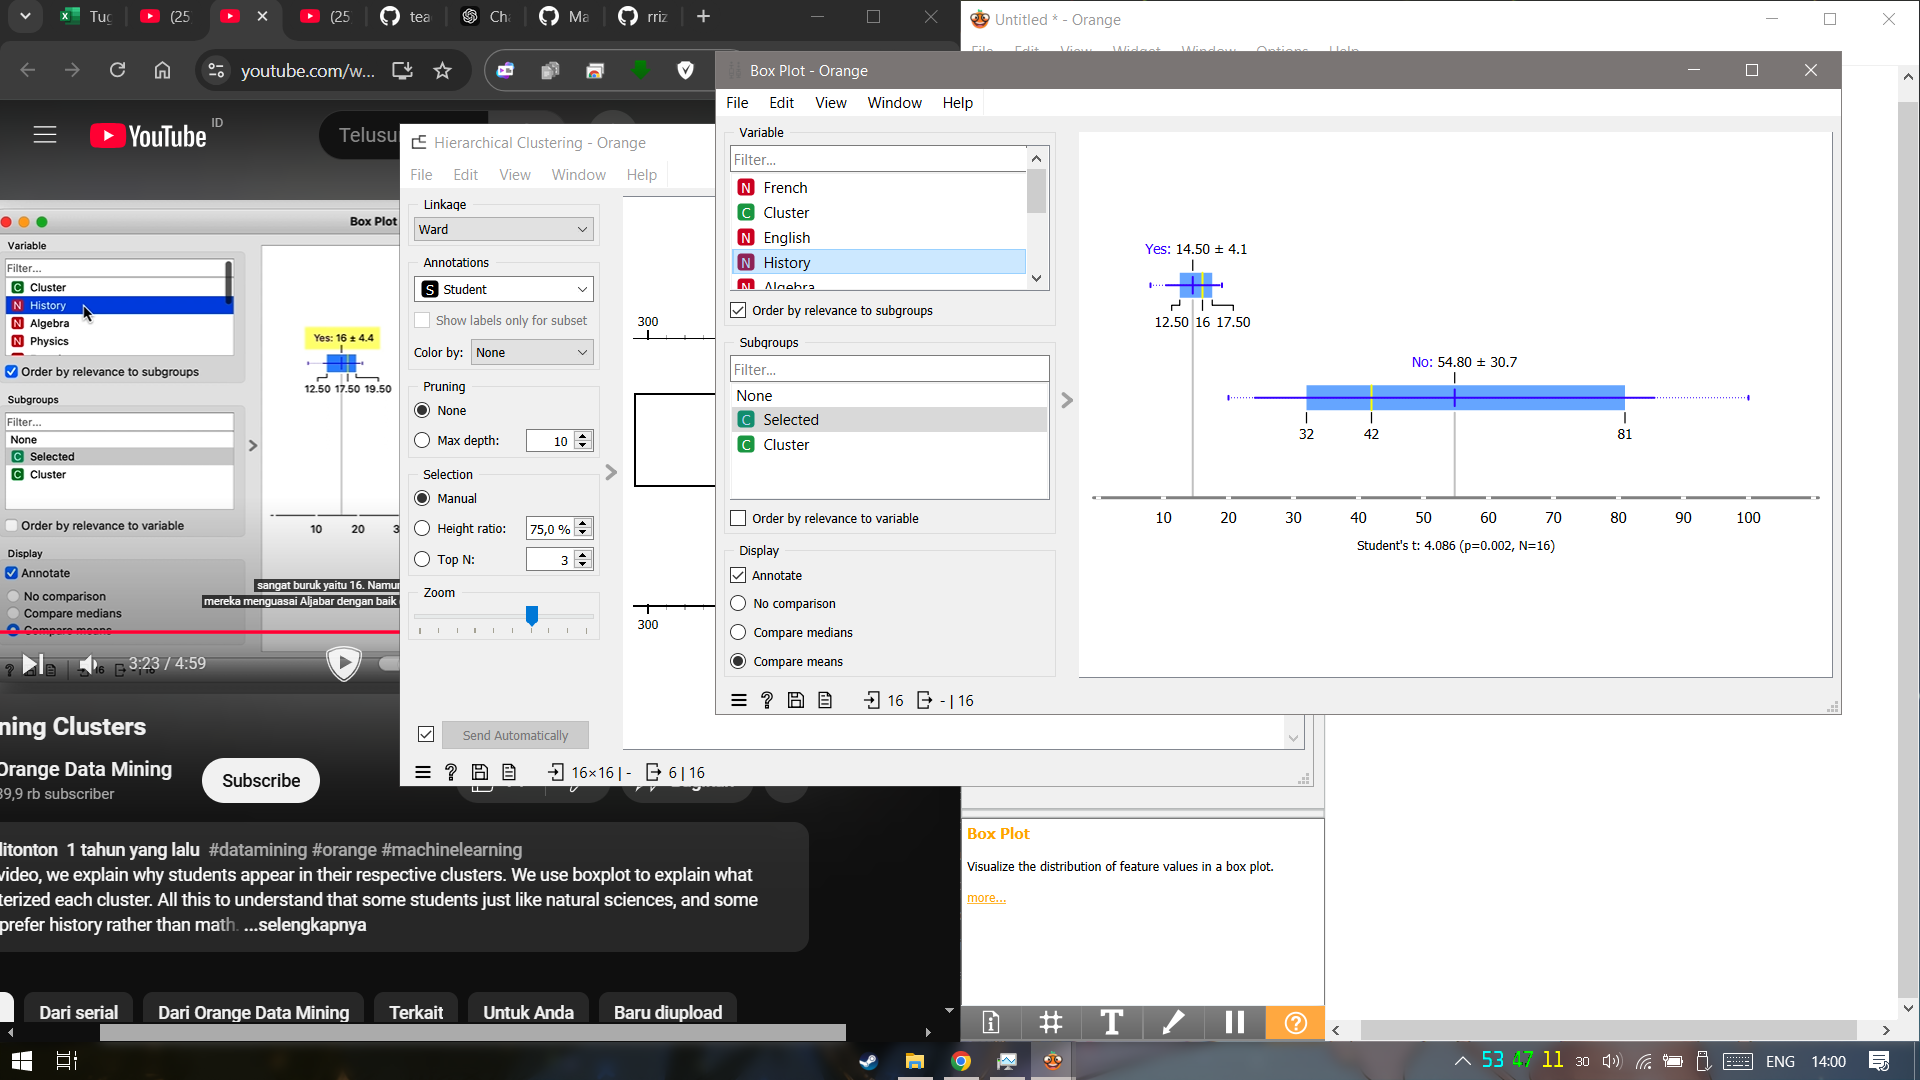 Tug
(25
(25
tea
Ch
Ma
rriz
youtube.com/w...
YouTube
ID
Telusu
Box Plot
Variable
Filter...
Cluster
History
Algebra
Physics
Order by relevance to subgroups
Subgroups
Filter...
None
Selected
Cluster
Order by relevance to variable
Display
Annotate
No comparison
Compare medians
Compare means
Yes: 16 ± 4.4
12.50 17.50 19.50
10 20 3
sangat buruk yaitu 16. Namun
mereka menguasai Aljabar dengan baik
3:23 / 4:59
ning Clusters
Orange Data Mining
39,9 rb subscriber
Subscribe
ditonton 1 tahun yang lalu #datamining #orange #machinelearning
video, we explain why students appear in their respective clusters. We use boxplot to explain what
terized each cluster. All this to understand that some students just like natural sciences, and some
prefer history rather than math. ...selengkapnya
Dari serial
Dari Orange Data Mining
Terkait
Untuk Anda
Baru diupload
Hierarchical Clustering - Orange
File Edit View Window Help
Linkage
Ward
Annotations
Student
Show labels only for subset
Color by: None
Pruning
None
Max depth: 10
Selection
Manual
Height ratio: 75,0 %
Top N: 3
Zoom
Send Automatically
16×16 | - 6 | 16
300
300
Untitled * - Orange
File Edit View Widget Window Options Help
Box Plot - Orange
File Edit View Window Help
Variable
Filter...
French
Cluster
English
History
Algebra
Order by relevance to subgroups
Subgroups
Filter...
None
Selected
Cluster
Order by relevance to variable
Display
Annotate
No comparison
Compare medians
Compare means
16 - | 16
Yes: 14.50 ± 4.1
12.50 16 17.50
No: 54.80 ± 30.7
32 42 81
10 20 30 40 50 60 70 80 90 100
Student's t: 4.086 (p=0.002, N=16)
Box Plot
Visualize the distribution of feature values in a box plot.
more...
53 47 11 30 ENG 14:00